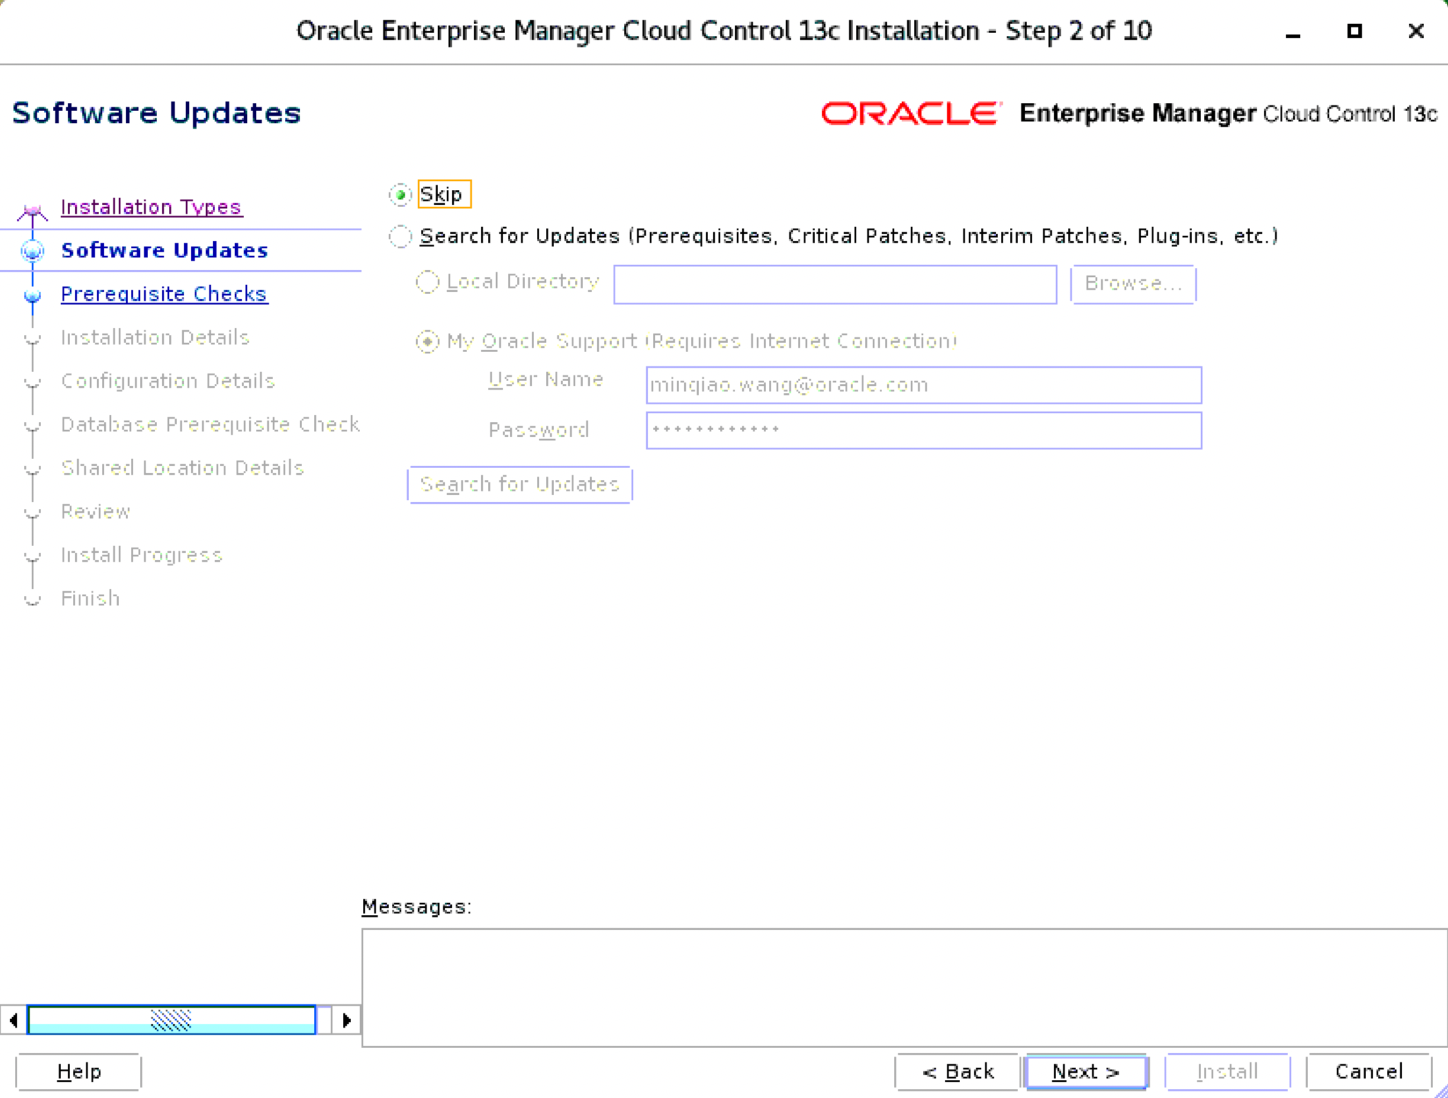 Oracle Enterprise Manager Cloud Control 13c Installation - Step 2 of 10
Software Updates
ORACLE Enterprise Manager Cloud Control 13c
Installation Types
Software Updates
Prerequisite Checks
Installation Details
Configuration Details
Database Prerequisite Check
Shared Location Details
Review
Install Progress
Finish
Skip
Search for Updates (Prerequisites, Critical Patches, Interim Patches, Plug-ins, etc.)
Local Directory
Browse...
My Oracle Support (Requires Internet Connection)
User Name
minqiao.wang@oracle.com
Password
************
Search for Updates
Messages:
Help
< Back
Next >
Install
Cancel